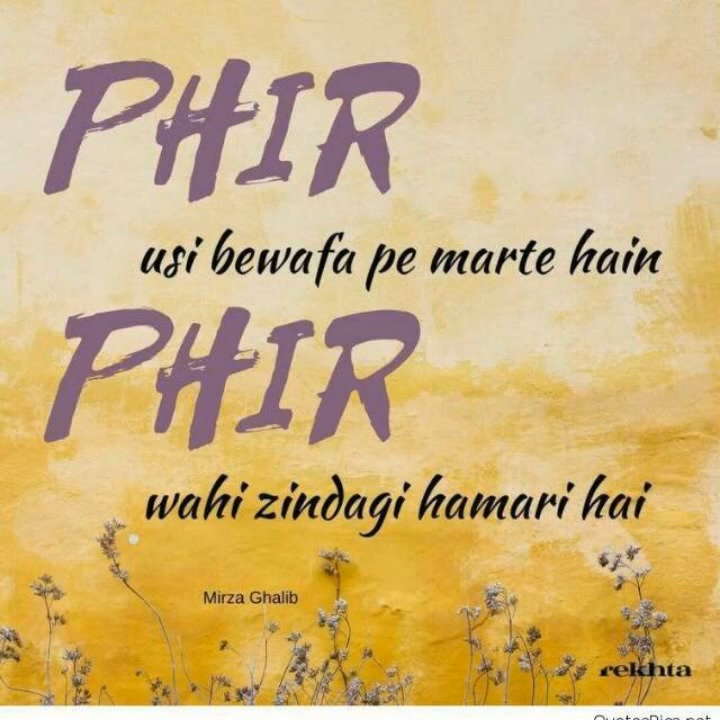 PHIR
usi bewafa pe marte hain
PHIR
wahi zindagi hamari hai
Mirza Ghalib
rekhta